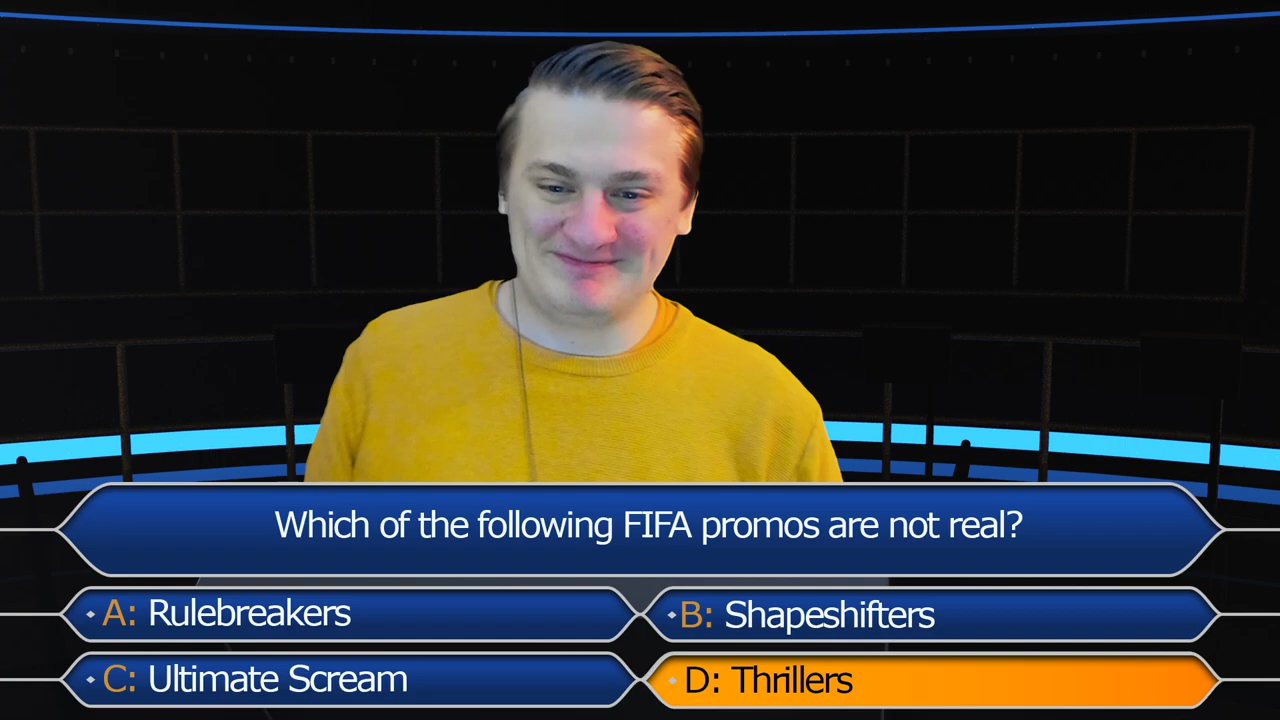 Which of the following FIFA promos are not real?
A: Rulebreakers
B: Shapeshifters
C: Ultimate Scream
D: Thrillers